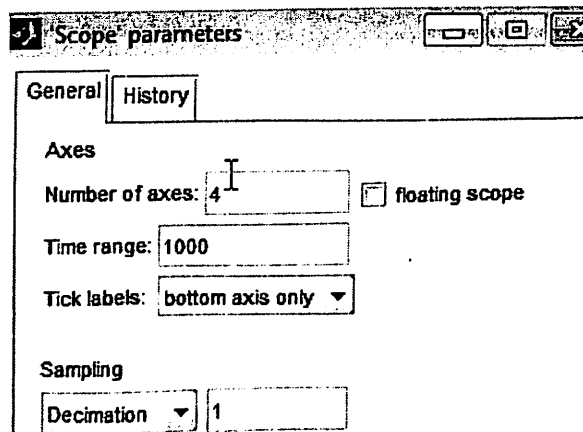 'Scope' parameters
General History
Axes
Number of axes: 4 floating scope
Time range: 1000
Tick labels: bottom axis only
Sampling
Decimation 1